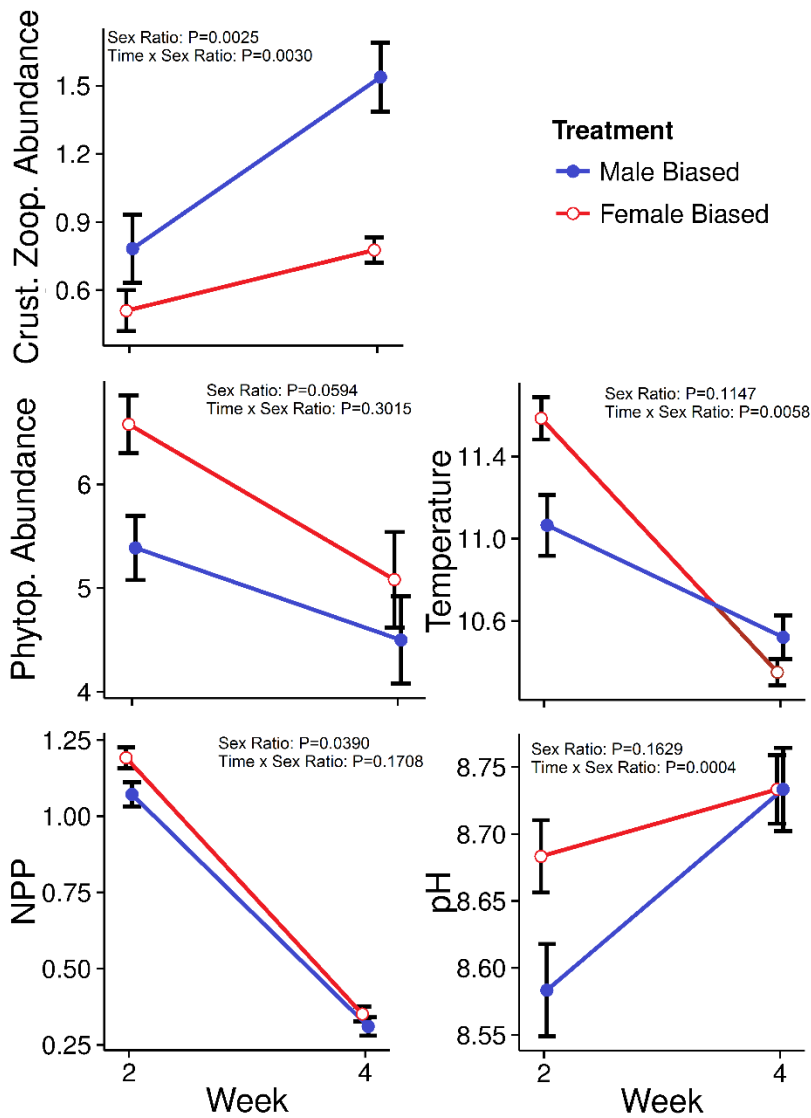 Crust. Zoop. Abundance
Sex Ratio: P=0.0025
Time x Sex Ratio: P=0.0030
1.5
1.2
0.9
0.6
Treatment
Male Biased
Female Biased
Phytop. Abundance
Sex Ratio: P=0.0594
Time x Sex Ratio: P=0.3015
6
5
4
Temperature
Sex Ratio: P=0.1147
Time x Sex Ratio: P=0.0058
11.4
11.0
10.6
NPP
Sex Ratio: P=0.0390
Time x Sex Ratio: P=0.1708
1.25
1.00
0.75
0.50
0.25
2
4
Week
pH
Sex Ratio: P=0.1629
Time x Sex Ratio: P=0.0004
8.75
8.70
8.65
8.60
8.55
2
4
Week